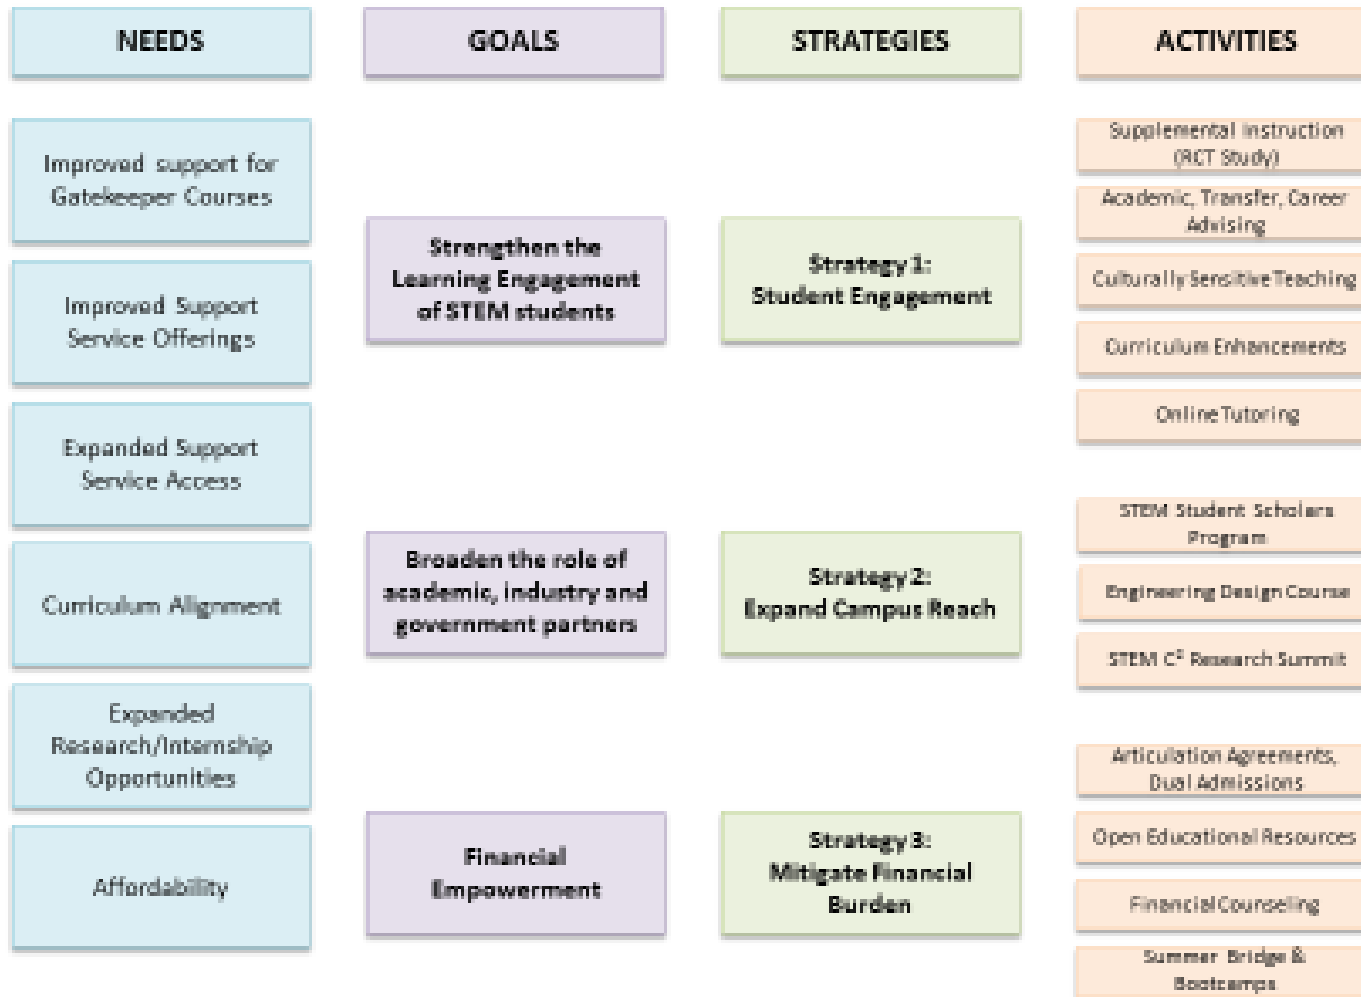 NEEDS
GOALS
STRATEGIES
ACTIVITIES
Improved support for
Gatekeeper Courses
Improved Support
Service Offerings
Expanded Support
Service Access
Curriculum Alignment
Expanded
Research/Internship
Opportunities
Affordability
Strengthen the
Learning Engagement
of STEM students
Broaden the role of
academic, industry and
government partners
Financial
Empowerment
Strategy 1:
Student Engagement
Strategy 2:
Expand Campus Reach
Strategy 3:
Mitigate Financial
Burden
Supplemental Instruction
(RCT Study)
Academic, Transfer, Career
Advising
Culturally Sensitive Teaching
Curriculum Enhancements
Online Tutoring
STEM Student Scholars
Program
Engineering Design Course
STEM C² Research Summit
Articulation Agreements,
Dual Admissions
Open Educational Resources
Financial Counseling
Summer Bridge &
Bootcamps